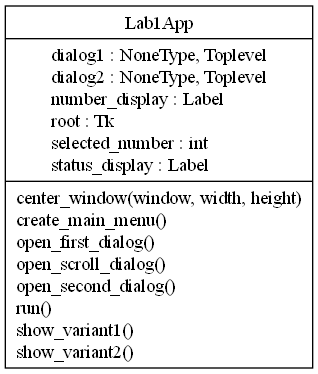 Lab1App
dialog1 : NoneType, Toplevel
dialog2 : NoneType, Toplevel
number_display : Label
root : Tk
selected_number : int
status_display : Label
center_window(window, width, height)
create_main_menu()
open_first_dialog()
open_scroll_dialog()
open_second_dialog()
run()
show_variant1()
show_variant2()